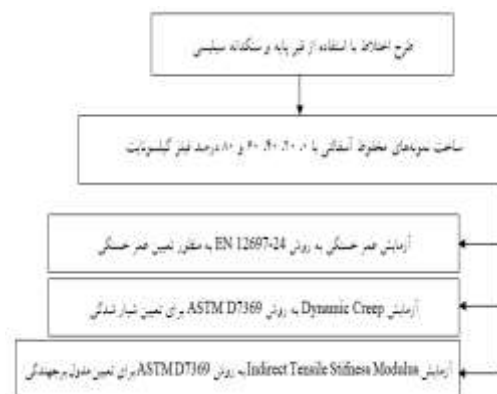 طرح اختلاط با استفاده از قیر پایه و سنگدانه سیلیسی
ساخت نمونه‌های مخلوط آسفالتی با ۰، ۲۰، ۴۰، ۶۰ و ۸۰ درصد فیلر گیلسونایت
آزمایش عمر خستگی به روش EN 12697-24 به منظور تعیین عمر خستگی
آزمایش Dynamic Creep به روش ASTM D7369 برای تعیین شیار شدگی
آزمایش Indirect Tensile Stifness Modulus به روش ASTM D7369 برای تعیین مدول برجهندگی